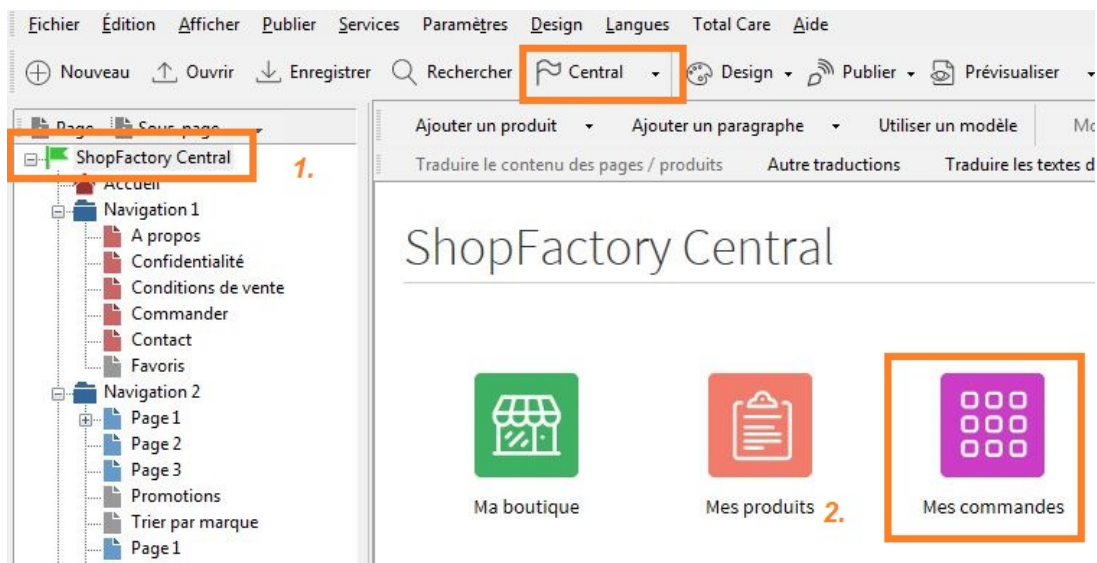 Fichier Édition Afficher Publier Services Paramètres Design Langues Total Care Aide
Nouveau Ouvrir Enregistrer Rechercher Central Design Publier Prévisualiser
Page Sous-page
Ajouter un produit Ajouter un paragraphe Utiliser un modèle
ShopFactory Central
1.
Traduire le contenu des pages / produits Autre traductions Traduire les textes d
Accueil
Navigation 1
A propos
Confidentialité
Conditions de vente
Commander
Contact
Favoris
Navigation 2
Page 1
Page 2
Page 3
Promotions
Trier par marque
Page 1
ShopFactory Central
Ma boutique
Mes produits
2.
Mes commandes